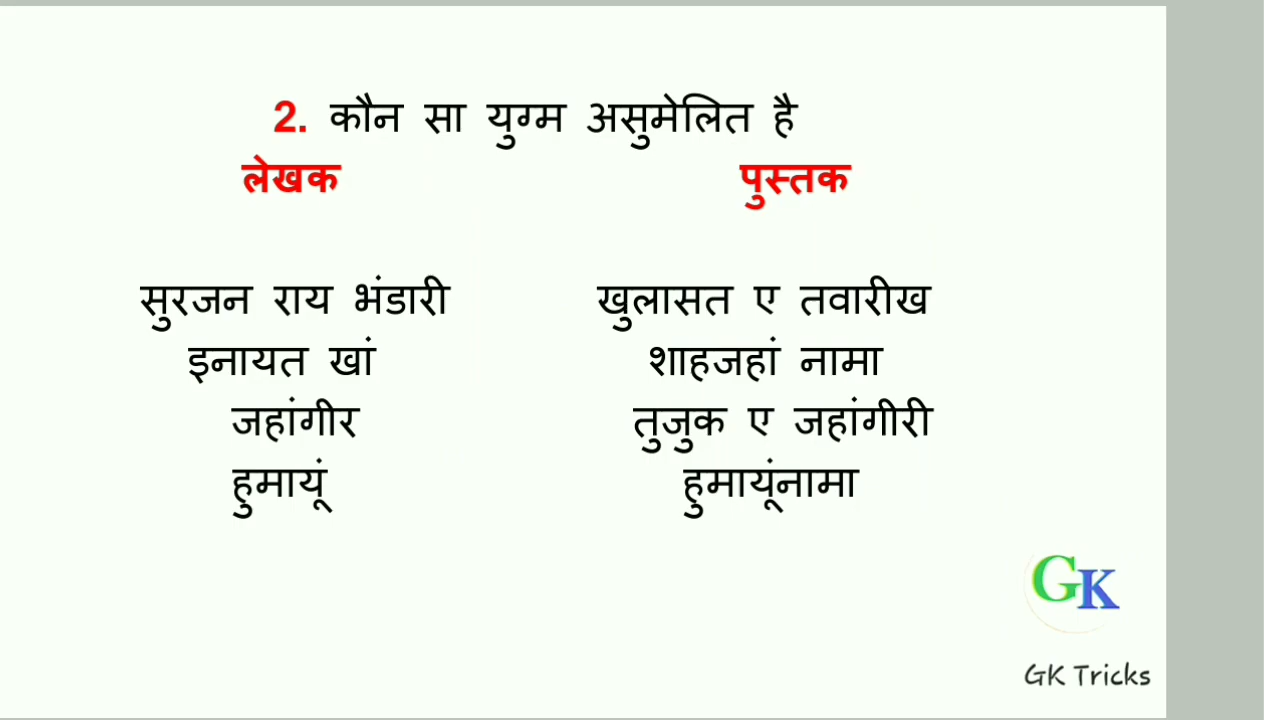 2. कौन सा युग्म असुमेलित है
लेखक पुस्तक
सुरजन राय भंडारी खुलासत ए तवारीख
इनायत खां शाहजहां नामा
जहांगीर तुजुक ए जहांगीरी
हुमायूं हुमायूंनामा
GK
GK Tricks